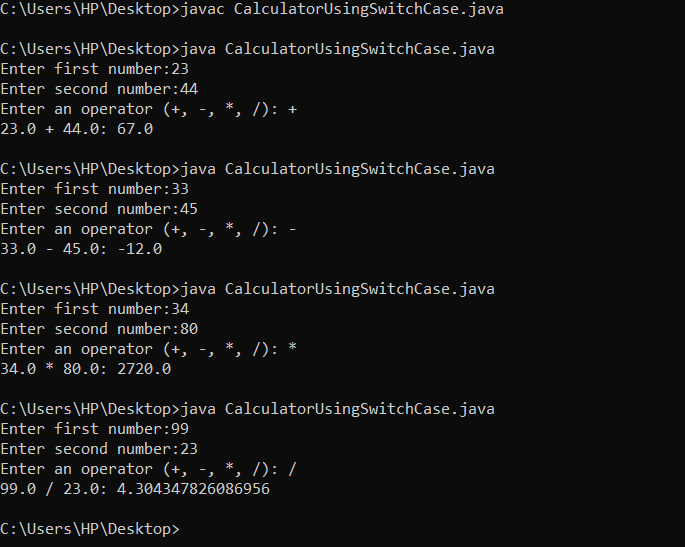 C:\Users\HP\Desktop>javac CalculatorUsingSwitchCase.java
C:\Users\HP\Desktop>java CalculatorUsingSwitchCase.java
Enter first number:23
Enter second number:44
Enter an operator (+, -, *, /): +
23.0 + 44.0: 67.0
C:\Users\HP\Desktop>java CalculatorUsingSwitchCase.java
Enter first number:33
Enter second number:45
Enter an operator (+, -, *, /): -
33.0 - 45.0: -12.0
C:\Users\HP\Desktop>java CalculatorUsingSwitchCase.java
Enter first number:34
Enter second number:80
Enter an operator (+, -, *, /): *
34.0 * 80.0: 2720.0
C:\Users\HP\Desktop>java CalculatorUsingSwitchCase.java
Enter first number:99
Enter second number:23
Enter an operator (+, -, *, /): /
99.0 / 23.0: 4.304347826086956
C:\Users\HP\Desktop>